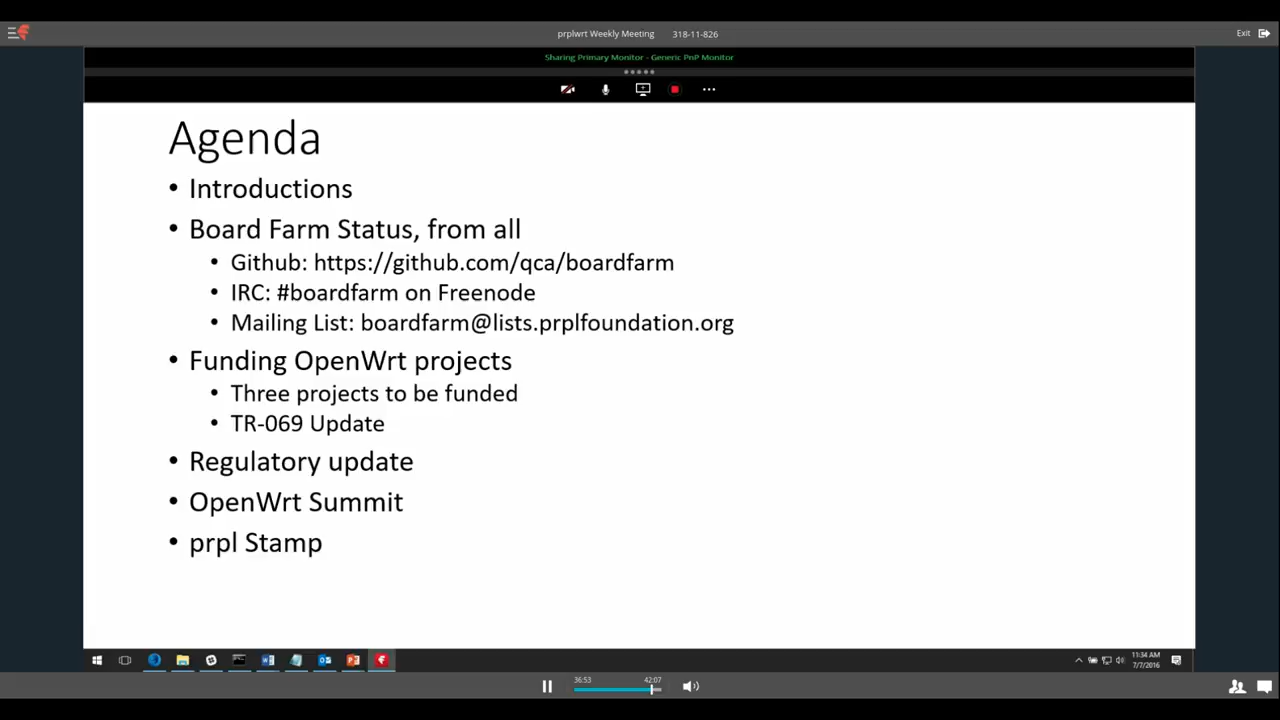 prplwrt Weekly Meeting 318-11-826
Exit
Sharing Primary Monitor - Generic PnP Monitor
Agenda
• Introductions
• Board Farm Status, from all
• Github: https://github.com/qca/boardfarm
• IRC: #boardfarm on Freenode
• Mailing List: boardfarm@lists.prplfoundation.org
• Funding OpenWrt projects
• Three projects to be funded
• TR-069 Update
• Regulatory update
• OpenWrt Summit
• prpl Stamp
11:34 AM
7/7/2016
36:53 42:07